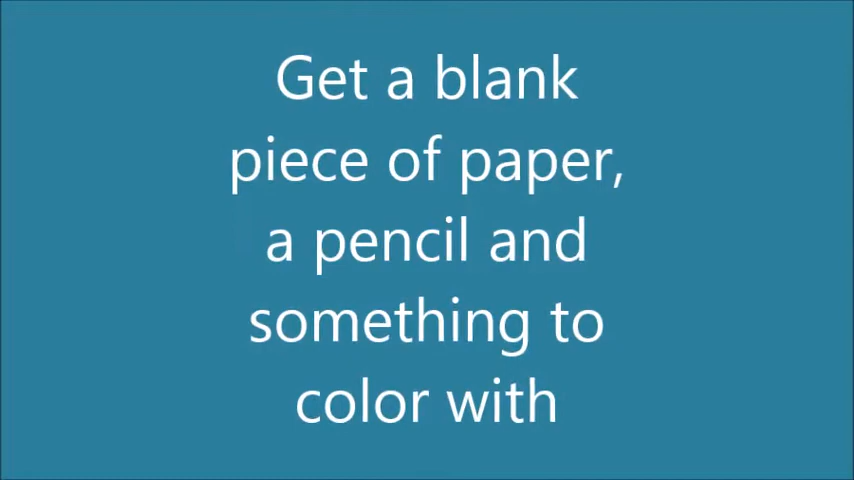 Get a blank
piece of paper,
a pencil and
something to
color with